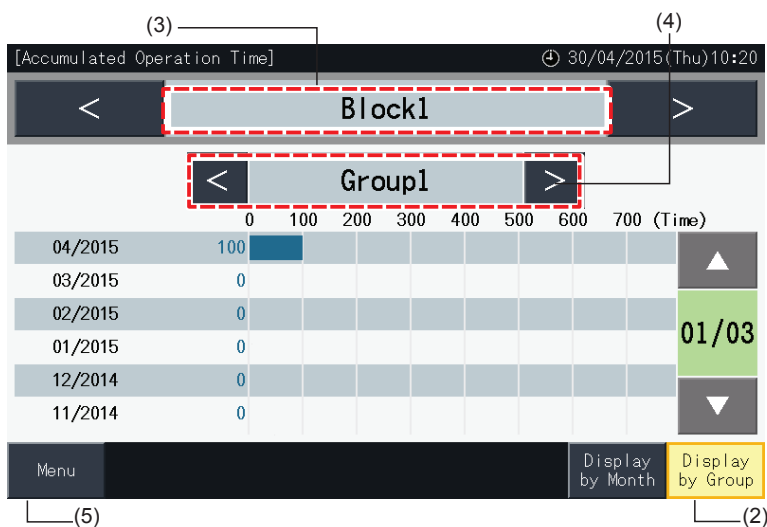 (3)
(4)
[Accumulated Operation Time] 30/04/2015(Thu)10:20
< Block1 >
< Group1 >
0 100 200 300 400 500 600 700 (Time)
04/2015 100
03/2015 0
02/2015 0
01/2015 0
12/2014 0
11/2014 0
01/03
Menu
Display
by Month
Display
by Group
(5)
(2)